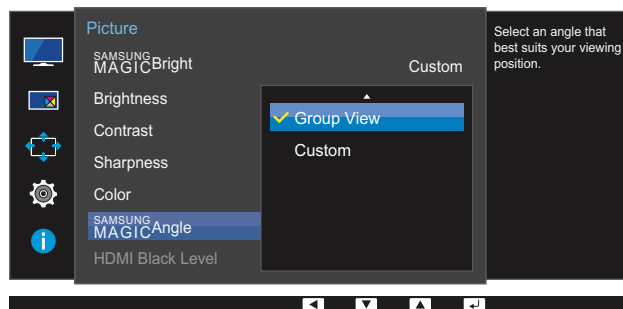 Picture
SAMSUNG
MAGICBright
Custom
Brightness
Contrast
Sharpness
Color
SAMSUNG
MAGICAngle
HDMI Black Level
Group View
Custom
Select an angle that
best suits your viewing
position.